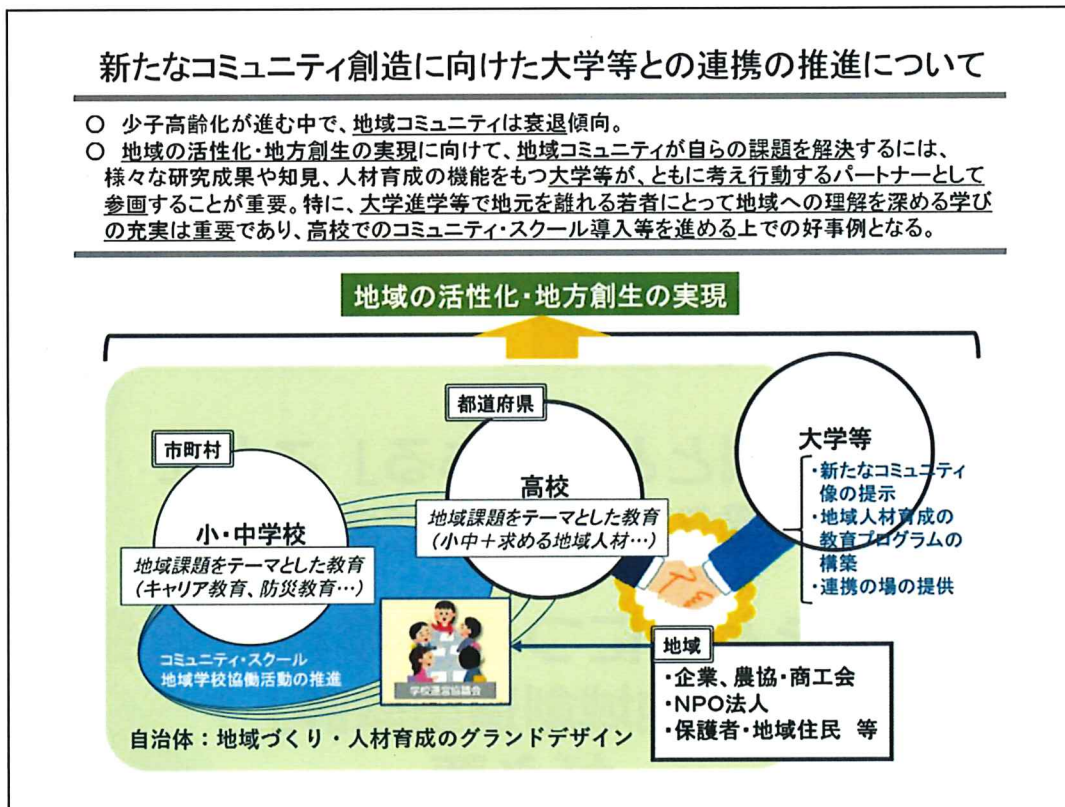 新たなコミュニティ創造に向けた大学等との連携の推進について
○ 少子高齢化が進む中で、地域コミュニティは衰退傾向。
○ 地域の活性化・地方創生の実現に向けて、地域コミュニティが自らの課題を解決するには、
様々な研究成果や知見、人材育成の機能をもつ大学等が、ともに考え行動するパートナーとして
参画することが重要。特に、大学進学等で地元を離れる若者にとって地域への理解を深める学び
の充実は重要であり、高校でのコミュニティ・スクール導入等を進める上での好事例となる。
地域の活性化・地方創生の実現
都道府県
市町村
大学等
・新たなコミュニティ
像の提示
・地域人材育成の
教育プログラムの
構築
・連携の場の提供
高校
地域課題をテーマとした教育
(小中＋求める地域人材…)
小・中学校
地域課題をテーマとした教育
(キャリア教育、防災教育…)
コミュニティ・スクール
地域学校協働活動の推進
学校運営協議会
地域
・企業、農協・商工会
・NPO法人
・保護者・地域住民 等
自治体：地域づくり・人材育成のグランドデザイン